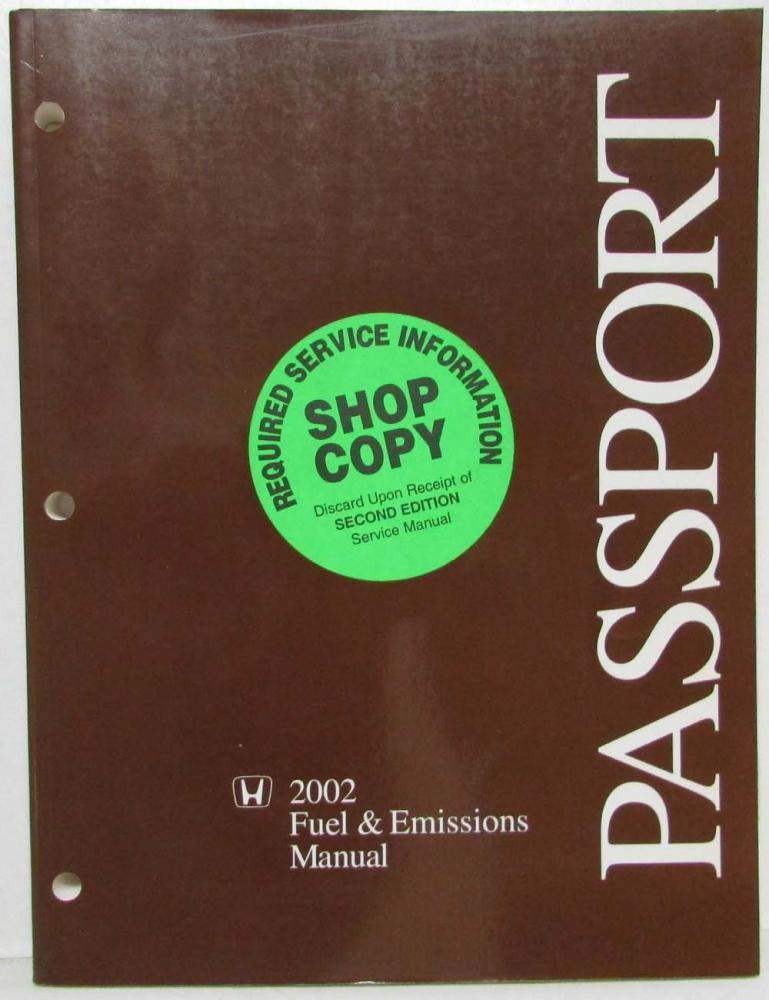 PASSPORT
REQUIRED SERVICE INFORMATION
SHOP
COPY
Discard Upon Receipt of
SECOND EDITION
Service Manual
2002
Fuel & Emissions
Manual